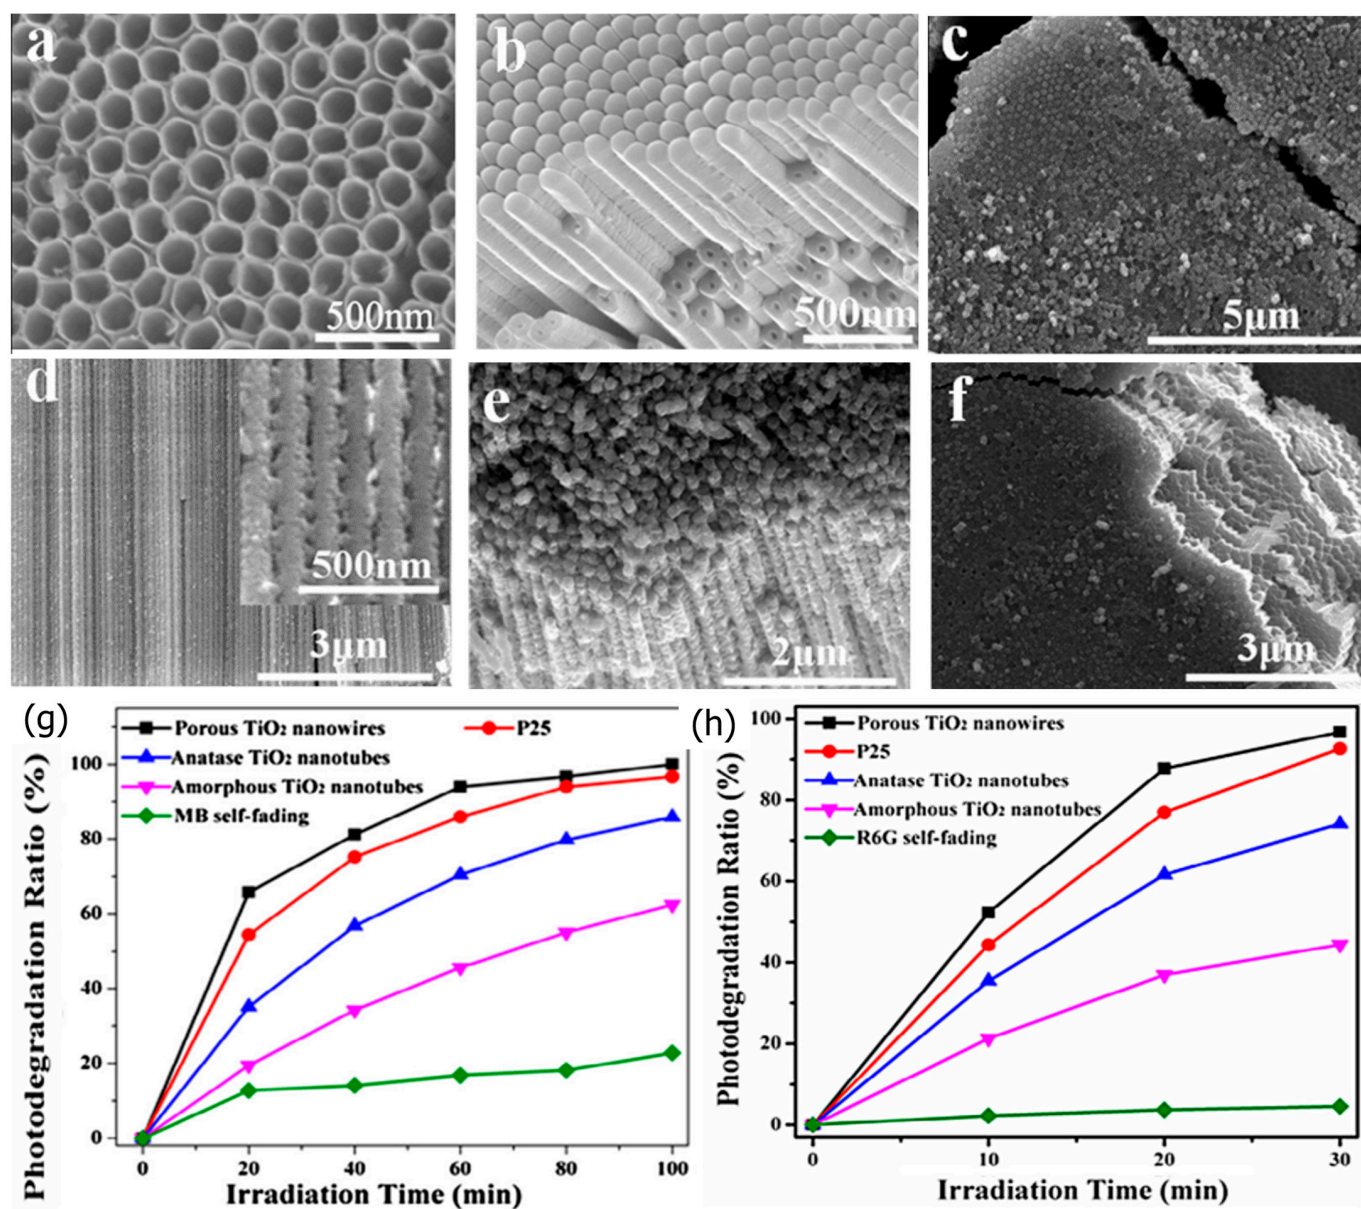 a
500nm
b
500nm
c
5μm
d
500nm
3μm
e
2μm
f
3μm
(g)
Porous TiO₂ nanowires
P25
Anatase TiO₂ nanotubes
Amorphous TiO₂ nanotubes
MB self-fading
Photodegradation Ratio (%)
100
80
60
40
20
0
0 20 40 60 80 100
Irradiation Time (min)
(h)
Porous TiO₂ nanowires
P25
Anatase TiO₂ nanotubes
Amorphous TiO₂ nanotubes
R6G self-fading
Photodegradation Ratio (%)
100
80
60
40
20
0
0 10 20 30
Irradiation Time (min)